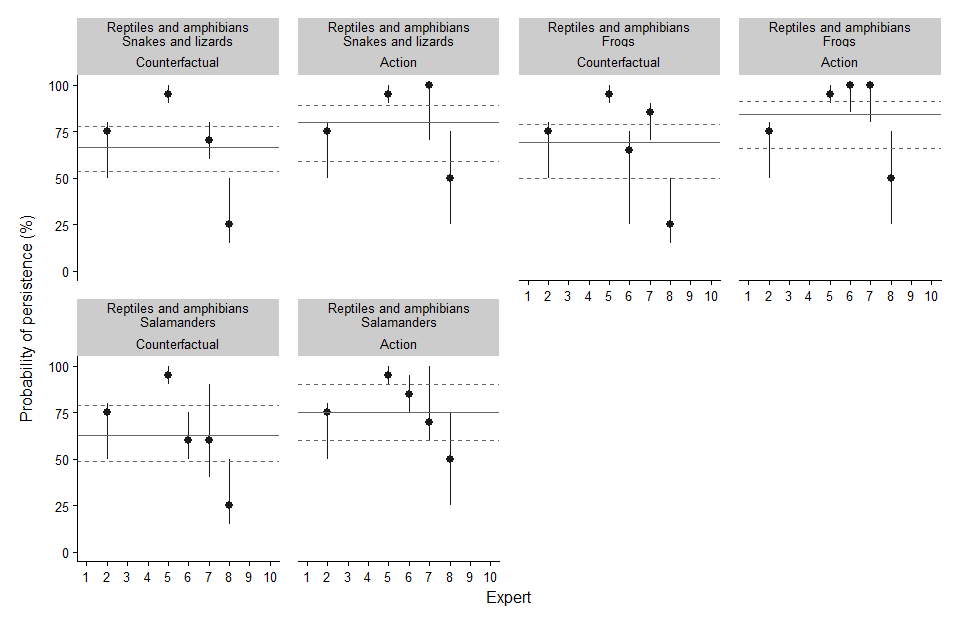 Reptiles and amphibians
Snakes and lizards
Counterfactual
Reptiles and amphibians
Snakes and lizards
Action
Reptiles and amphibians
Frogs
Counterfactual
Reptiles and amphibians
Frogs
Action
100
75
50
25
0
1 2 3 4 5 6 7 8 9 10
1 2 3 4 5 6 7 8 9 10
Probability of persistence (%)
Reptiles and amphibians
Salamanders
Counterfactual
Reptiles and amphibians
Salamanders
Action
100
75
50
25
0
1 2 3 4 5 6 7 8 9 10
1 2 3 4 5 6 7 8 9 10
Expert